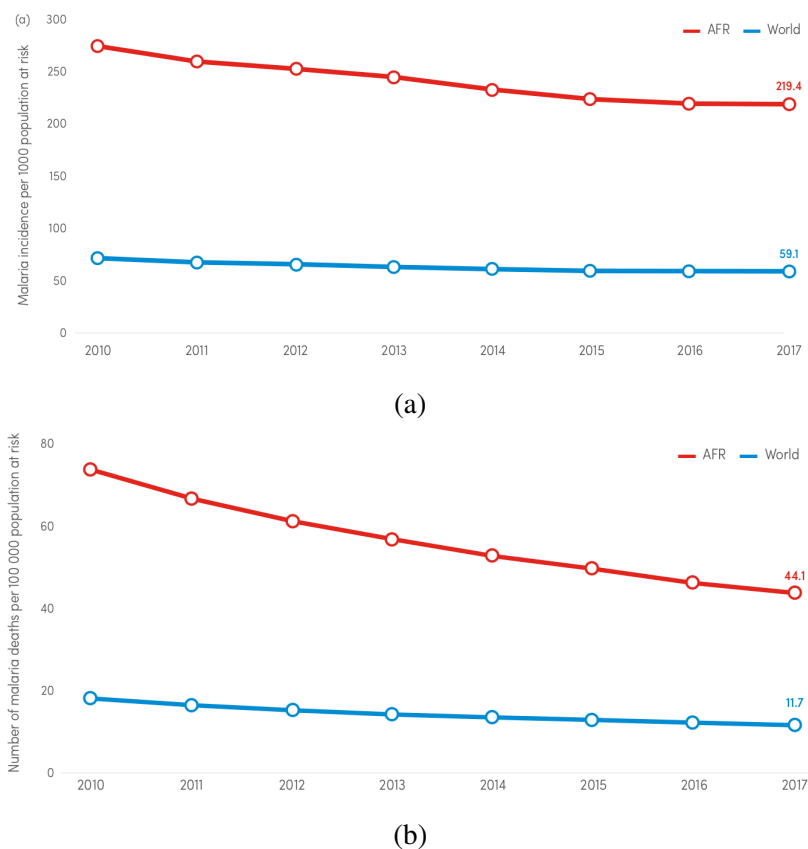 (a)
300
AFR World
250
219.4
200
150
100
59.1
50
0
Malaria incidence per 1000 population at risk
2010 2011 2012 2013 2014 2015 2016 2017
(a)
80
AFR World
60
44.1
40
20
11.7
0
Number of malaria deaths per 100 000 population at risk
2010 2011 2012 2013 2014 2015 2016 2017
(b)